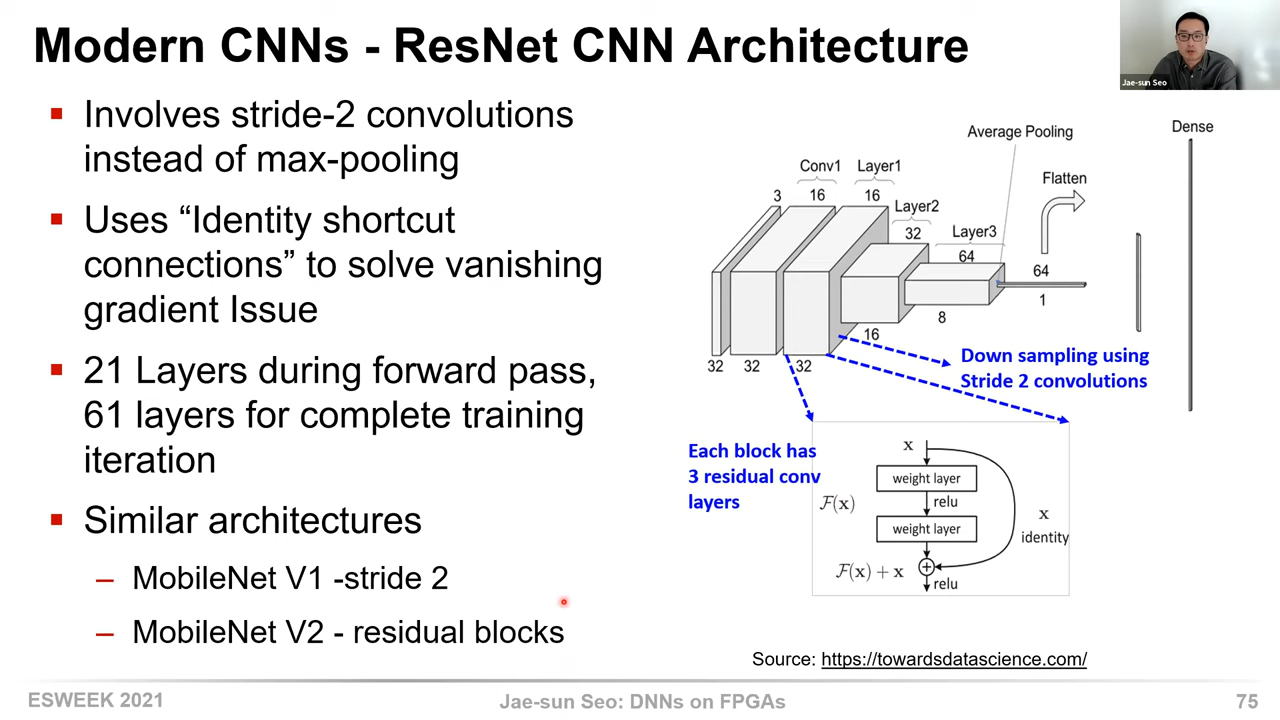 Modern CNNs - ResNet CNN Architecture
Jae-sun Seo
▪ Involves stride-2 convolutions
instead of max-pooling
▪ Uses “Identity shortcut
connections” to solve vanishing
gradient Issue
▪ 21 Layers during forward pass,
61 layers for complete training
iteration
▪ Similar architectures
– MobileNet V1 -stride 2
– MobileNet V2 - residual blocks
Dense
Average Pooling
Conv1 Layer1
Flatten
3 16 16
Layer2
32
Layer3
64
64
1
8
16
32 32 32
Down sampling using
Stride 2 convolutions
Each block has
3 residual conv
layers
x
weight layer
F(x)
relu
weight layer
x
identity
F(x) + x
+
relu
Source: https://towardsdatascience.com/
ESWEEK 2021
Jae-sun Seo: DNNs on FPGAs
75